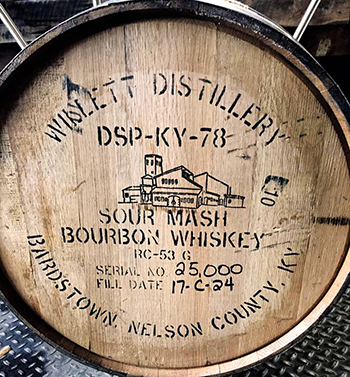 WILLETT DISTILLERY
DSP-KY-78
E10
SOUR MASH
BOURBON WHISKEY
RC-53 G
SERIAL NO. 25,000
FILL DATE 17-C-24
BARDSTOWN, NELSON COUNTY, KY